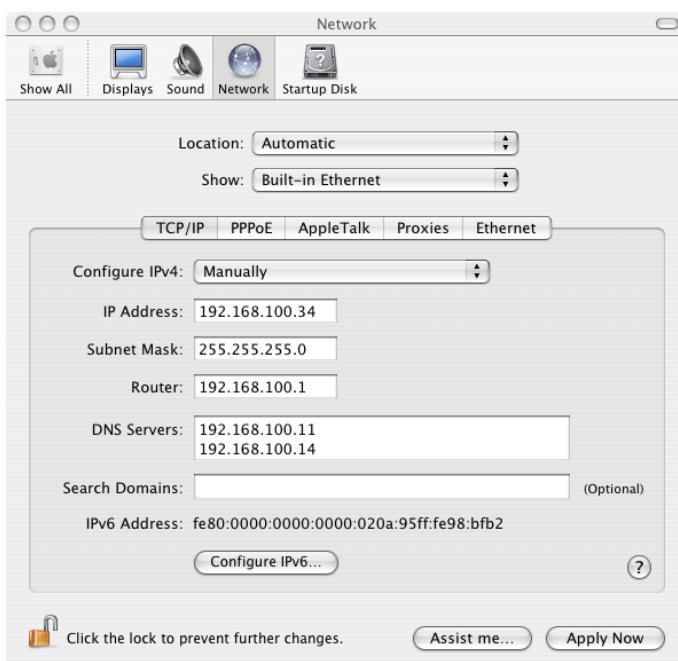 Network
Show All Displays Sound Network Startup Disk
Location: Automatic
Show: Built-in Ethernet
TCP/IP PPPoE AppleTalk Proxies Ethernet
Configure IPv4: Manually
IP Address: 192.168.100.34
Subnet Mask: 255.255.255.0
Router: 192.168.100.1
DNS Servers: 192.168.100.11
192.168.100.14
Search Domains: (Optional)
IPv6 Address: fe80:0000:0000:0000:020a:95ff:fe98:bfb2
Configure IPv6...
?
Click the lock to prevent further changes. Assist me... Apply Now